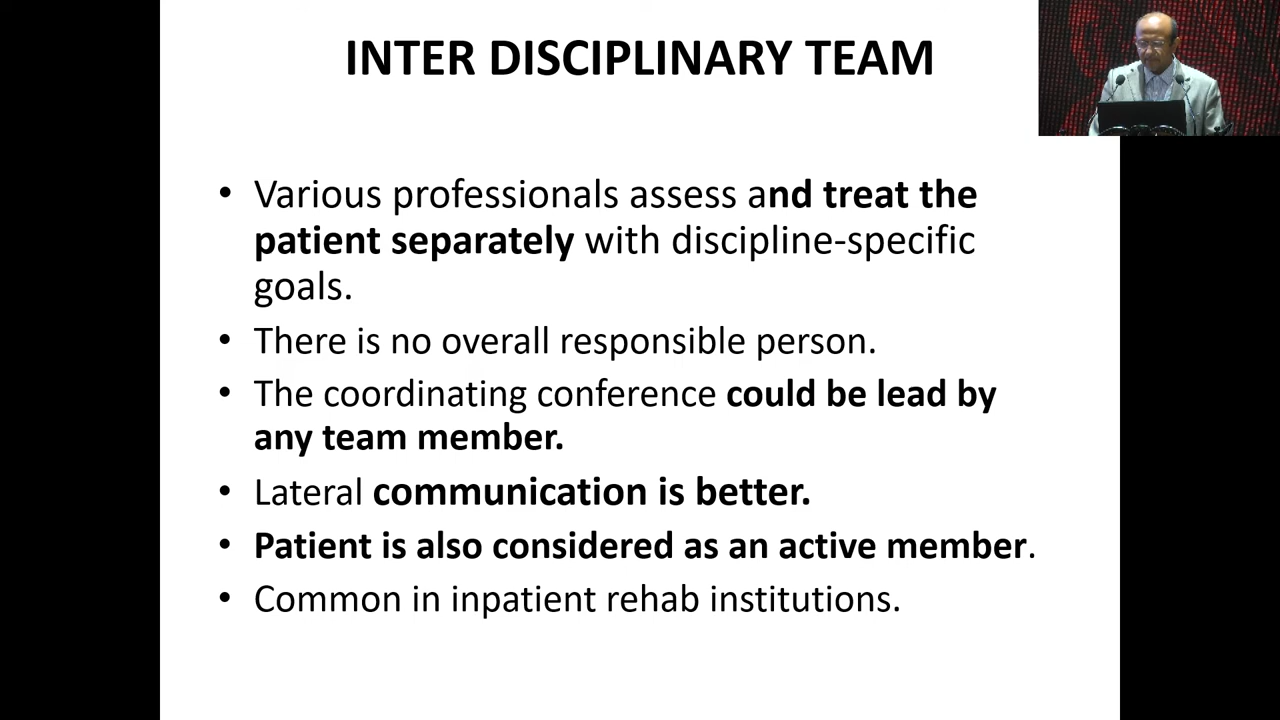 INTER DISCIPLINARY TEAM
• Various professionals assess and treat the
patient separately with discipline-specific
goals.
• There is no overall responsible person.
• The coordinating conference could be lead by
any team member.
• Lateral communication is better.
• Patient is also considered as an active member.
• Common in inpatient rehab institutions.